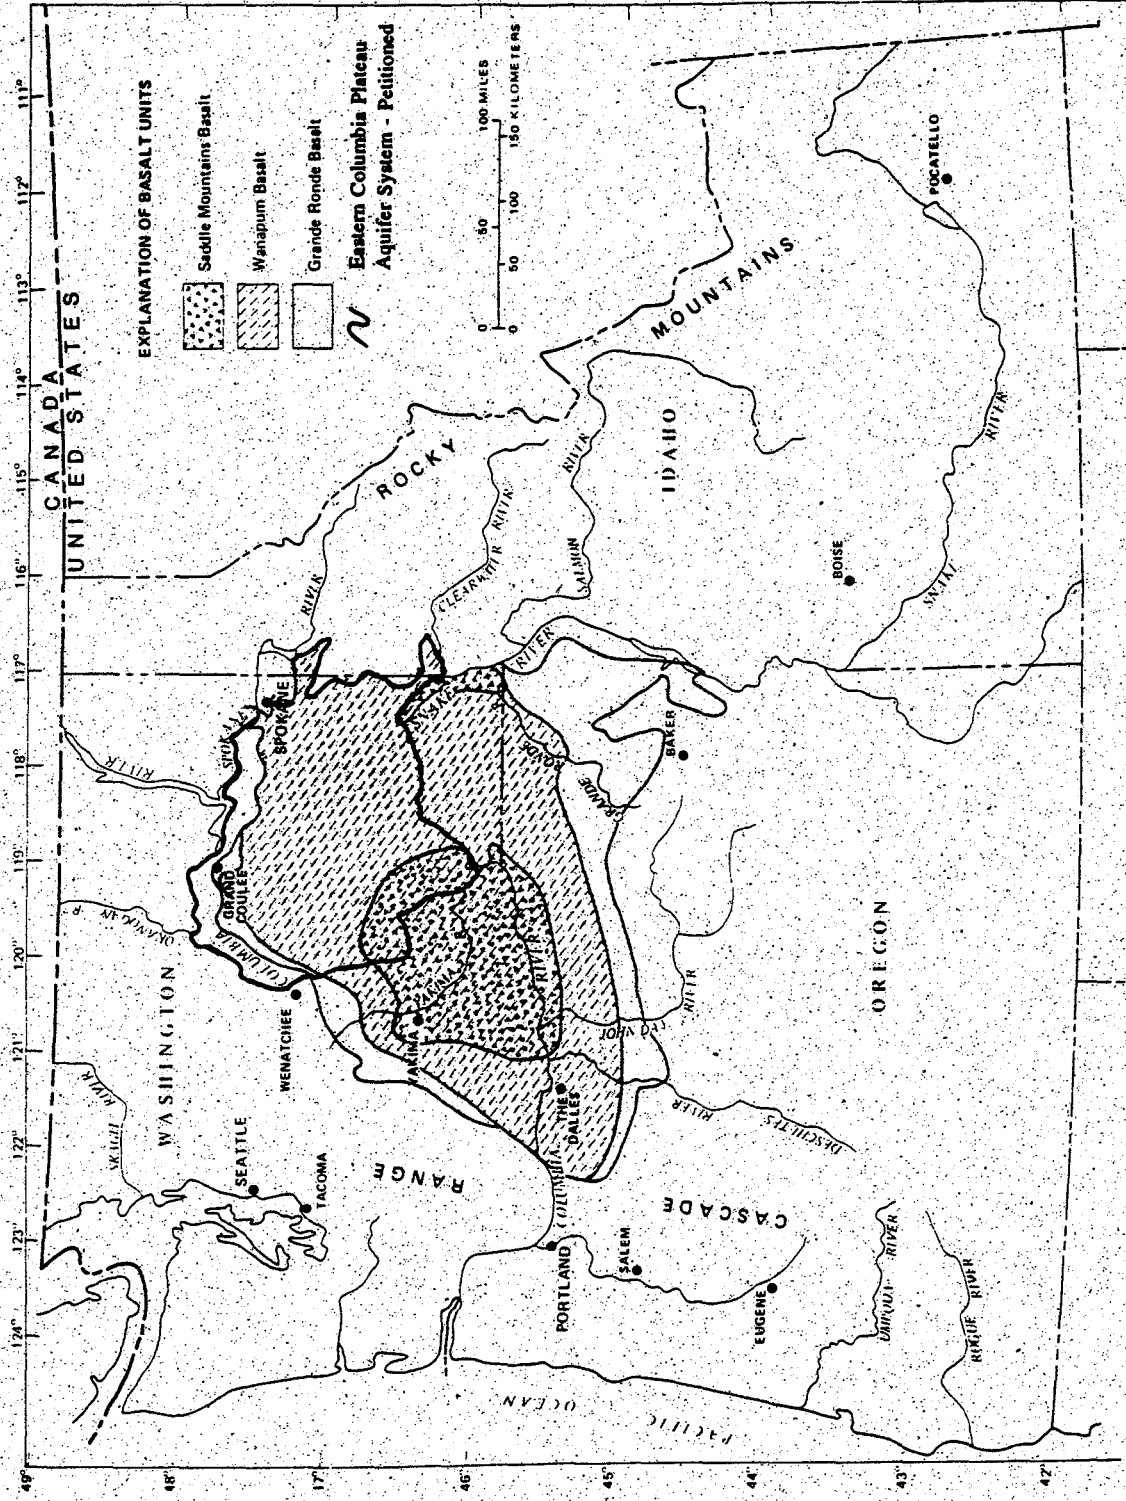 124°
123°
122°
121°
120°
119°
118°
117°
116°
115°
114°
113°
112°
111°
49°
48°
47°
46°
45°
44°
43°
42°
CANADA
UNITED STATES
EXPLANATION OF BASALT UNITS
Saddle Mountains Basalt
Wanapum Basalt
Grande Ronde Basalt
Eastern Columbia Plateau
Aquifer System - Petitioned
0 50 100 MILES
0 50 100 150 KILOMETERS
WASHINGTON
SKAGIT RIVER
OKANOGAN R
RIVER
SPOKANE
SPOKANE
RIVER
GRAND
COULEE
COLUMBIA
WENATCHEE
SEATTLE
TACOMA
YAKIMA
YAKIMA
RIVER
SNAKE
RIVER
CLEARWATER RIVER
SALMON RIVER
ROCKY
MOUNTAINS
IDAHO
BOISE
SNAKE
RIVER
POCATELLO
GRANDE
RONDE
BAKER
THE
DALLES
COLUMBIA
RANGE
CASCADE
PORTLAND
SALEM
EUGENE
DESCHUTES
RIVER
JOHN DAY
RIVER
OREGON
UMPQUA RIVER
ROGUE RIVER
PACIFIC
OCEAN